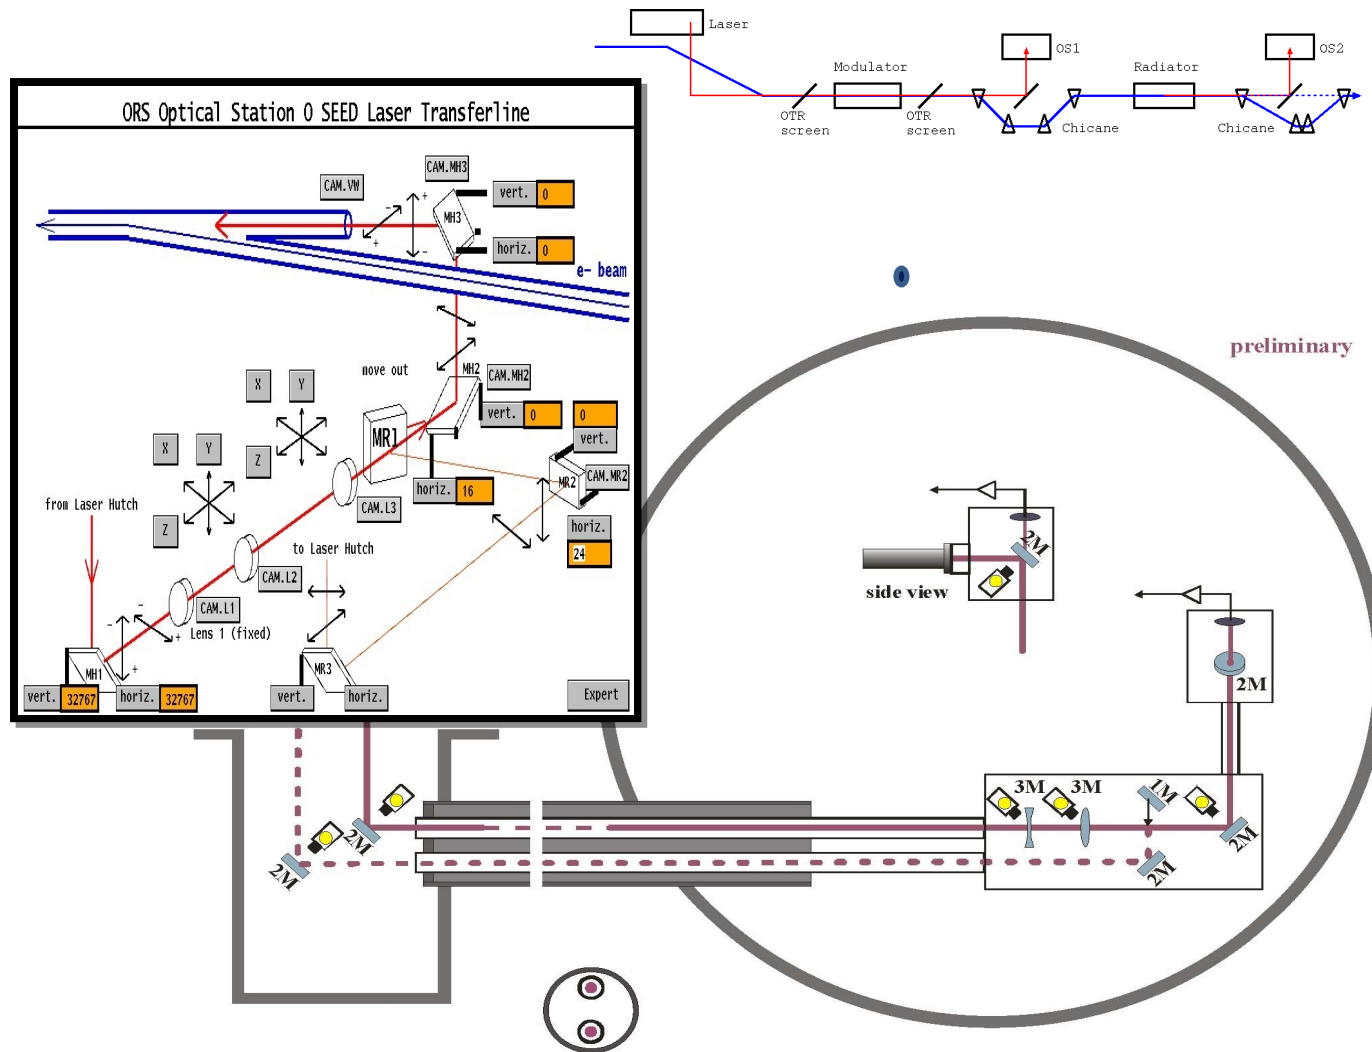 Laser
OS1
OS2
Modulator
Radiator
OTR
screen
OTR
screen
Chicane
Chicane
ORS Optical Station 0 SEED Laser Transferline
CAM.MH3
CAM.VW
vert.
0
-
+
MH3
+
-
horiz.
0
e- beam
preliminary
move out
MH2
CAM.MH2
X
Y
vert.
0
0
vert.
MR1
X
Y
Z
CAM.MR2
MR2
horiz.
16
from Laser Hutch
CAM.L3
Z
horiz.
24
to Laser Hutch
CAM.L2
CAM.L1
-
-
+
Lens 1 (fixed)
+
MH1
MR3
vert.
32767
horiz.
32767
vert.
horiz.
Expert
2M
side view
2M
3M
3M
1M
2M
2M
2M
2M